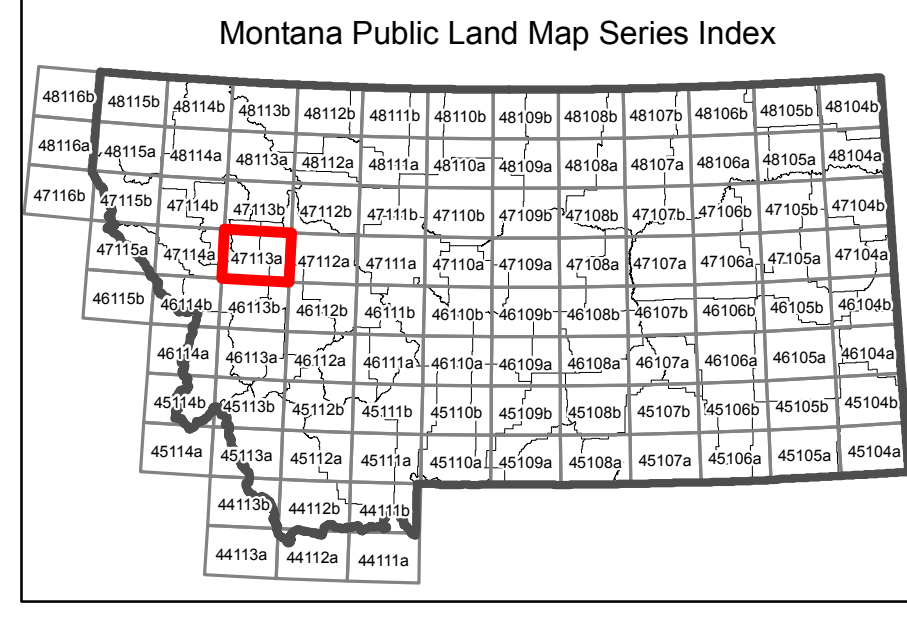 Montana Public Land Map Series Index
48116b 48115b 48114b 48113b 48112b 48111b 48110b 48109b 48108b 48107b 48106b 48105b 48104b
48116a 48115a 48114a 48113a 48112a 48111a 48110a 48109a 48108a 48107a 48106a 48105a 48104a
47116b 47115b 47114b 47113b 47112b 47111b 47110b 47109b 47108b 47107b 47106b 47105b 47104b
47115a 47114a 47113a 47112a 47111a 47110a 47109a 47108a 47107a 47106a 47105a 47104a
46115b 46114b 46113b 46112b 46111b 46110b 46109b 46108b 46107b 46106b 46105b 46104b
46114a 46113a 46112a 46111a 46110a 46109a 46108a 46107a 46106a 46105a 46104a
45114b 45113b 45112b 45111b 45110b 45109b 45108b 45107b 45106b 45105b 45104b
45114a 45113a 45112a 45111a 45110a 45109a 45108a 45107a 45106a 45105a 45104a
44113b 44112b 44111b
44113a 44112a 44111a